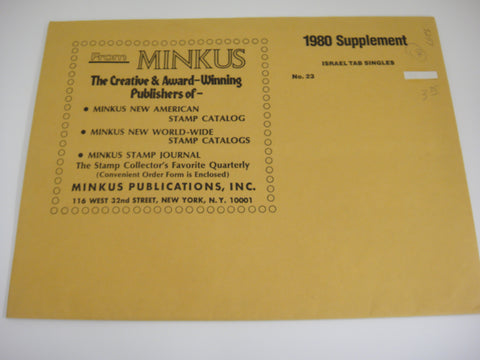 From MINKUS
The Creative & Award-Winning
Publishers of-
• MINKUS NEW AMERICAN
STAMP CATALOG
• MINKUS NEW WORLD-WIDE
STAMP CATALOGS
• MINKUS STAMP JOURNAL
The Stamp Collector's Favorite Quarterly
(Convenient Order Form is Enclosed)
MINKUS PUBLICATIONS, INC.
116 WEST 32nd STREET, NEW YORK, N.Y. 10001
1980 Supplement
ISRAEL TAB SINGLES
No. 23